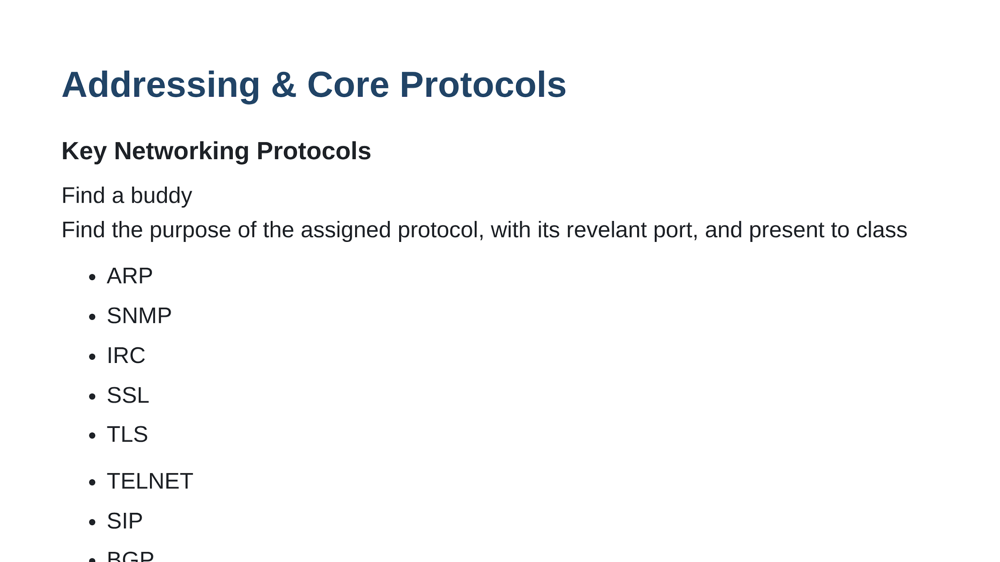 Addressing & Core Protocols
Key Networking Protocols
Find a buddy
Find the purpose of the assigned protocol, with its revelant port, and present to class
• ARP
• SNMP
• IRC
• SSL
• TLS
• TELNET
• SIP
• BGP